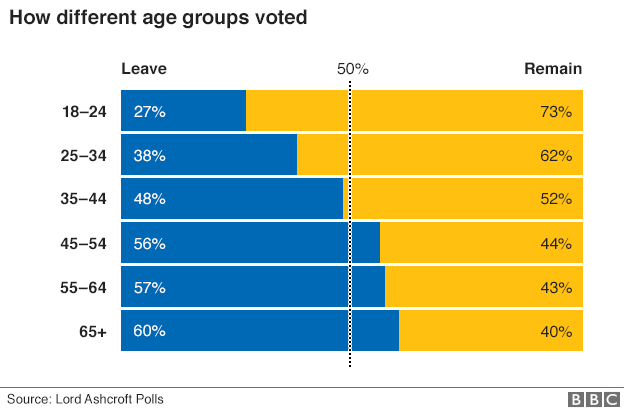 How different age groups voted
Leave 50% Remain
18–24 27% 73%
25–34 38% 62%
35–44 48% 52%
45–54 56% 44%
55–64 57% 43%
65+ 60% 40%
Source: Lord Ashcroft Polls BBC